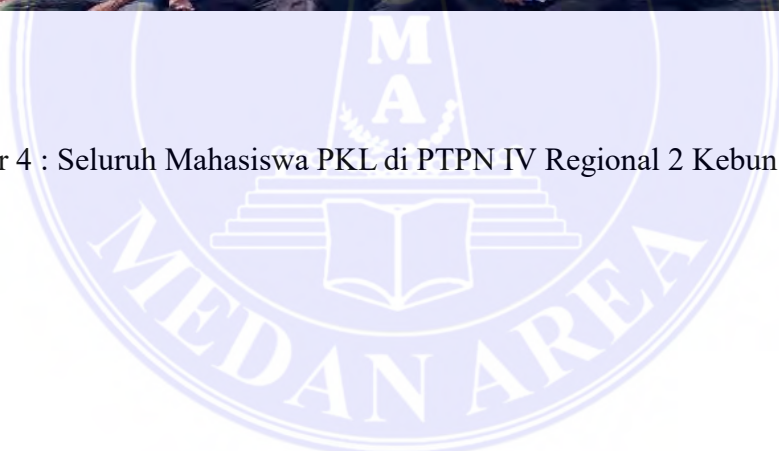 M
A
r 4 : Seluruh Mahasiswa PKL di PTPN IV Regional 2 Kebun
MEDAN AREA